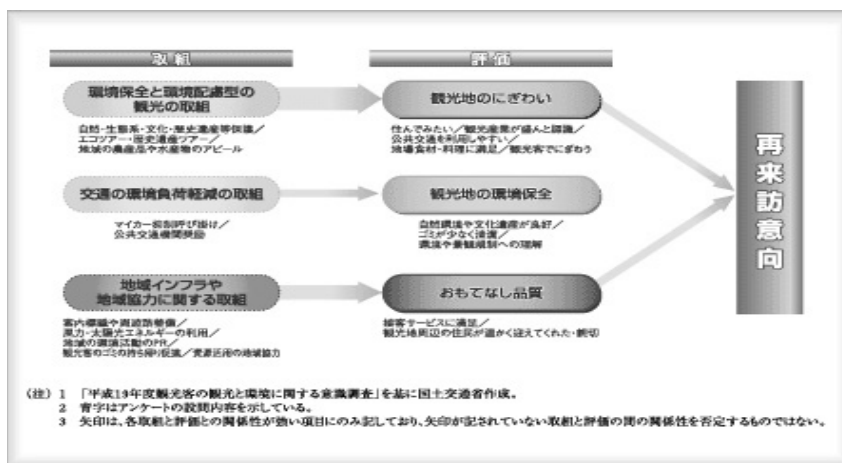 取組
評価
環境保全と環境配慮型の
観光の取組
自然・生態系・文化・歴史遺産等保護／
エコツアー・歴史遺産ツアー／
地域の農産品や水産物のアピール
観光地のにぎわい
住んでみたい／観光産業が盛んと認識／
公共交通を利用しやすい／
地場食材・料理に満足／観光客でにぎわう
交通の環境負荷軽減の取組
マイカー抑制呼び掛け／
公共交通機関奨励
観光地の環境保全
自然環境や文化遺産が良好／
ゴミが少なく清潔／
環境や景観規制への理解
地域インフラや
地域協力に関する取組
案内標識や周遊路整備／
風力・太陽光エネルギーの利用／
地域の環境活動のPR／
観光客のゴミの持ち帰り促進／資源活用の地域協力
おもてなし品質
接客サービスに満足／
観光地周辺の住民が温かく迎えてくれた・親切
再来訪意向
（注）1 「平成19年度観光客の観光と環境に関する意識調査」を基に国土交通省作成。
2 青字はアンケートの設問内容を示している。
3 矢印は、各取組と評価との関係性が強い項目にのみ記しており、矢印が記されていない取組と評価の間の関係性を否定するものではない。